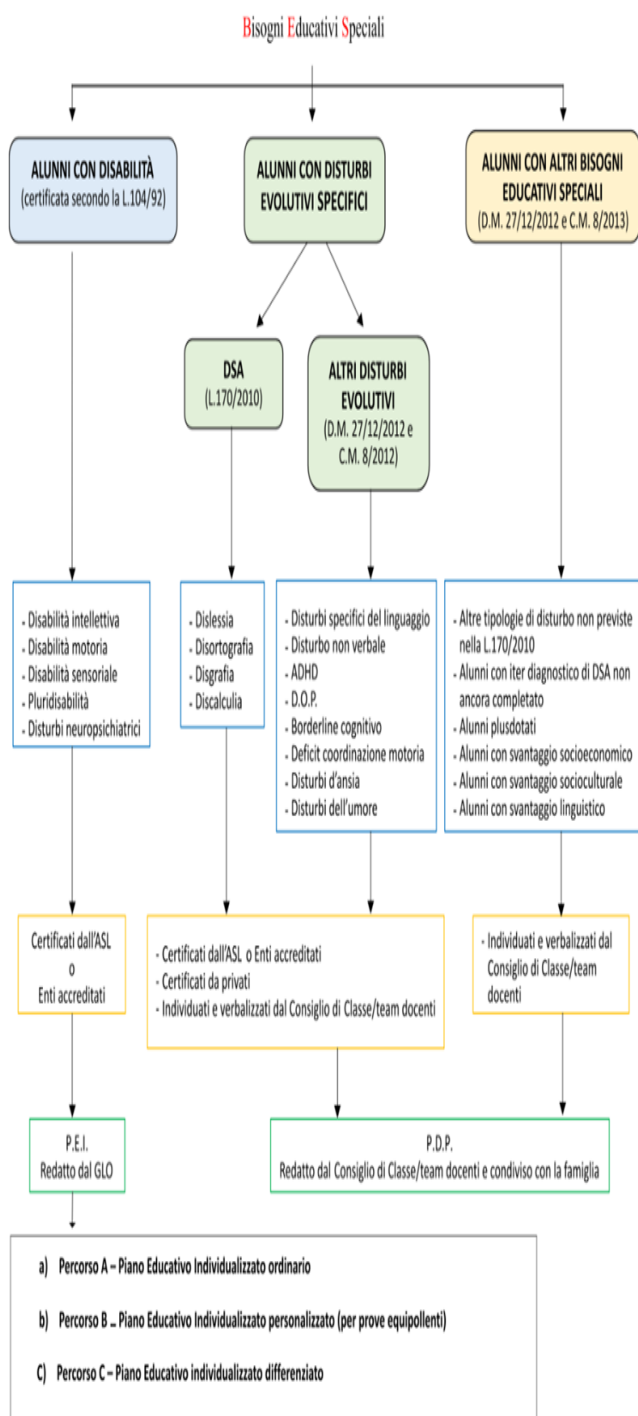 Bisogni Educativi Speciali
ALUNNI CON DISABILITÀ
(certificata secondo la L.104/92)
ALUNNI CON DISTURBI
EVOLUTIVI SPECIFICI
ALUNNI CON ALTRI BISOGNI
EDUCATIVI SPECIALI
(D.M. 27/12/2012 e C.M. 8/2013)
DSA
(L.170/2010)
ALTRI DISTURBI
EVOLUTIVI
(D.M. 27/12/2012 e
C.M. 8/2012)
- Disabilità intellettiva
- Disabilità motoria
- Disabilità sensoriale
- Pluridisabilità
- Disturbi neuropsichiatrici
- Dislessia
- Disortografia
- Disgrafia
- Discalculia
- Disturbi specifici del linguaggio
- Disturbo non verbale
- ADHD
- D.O.P.
- Borderline cognitivo
- Deficit coordinazione motoria
- Disturbi d'ansia
- Disturbi dell'umore
- Altre tipologie di disturbo non previste
nella L.170/2010
- Alunni con iter diagnostico di DSA non
ancora completato
- Alunni plusdotati
- Alunni con svantaggio socioeconomico
- Alunni con svantaggio socioculturale
- Alunni con svantaggio linguistico
Certificati dall'ASL
o
Enti accreditati
- Certificati dall'ASL o Enti accreditati
- Certificati da privati
- Individuati e verbalizzati dal Consiglio di Classe/team docenti
- Individuati e verbalizzati dal
Consiglio di Classe/team
docenti
P.E.I.
Redatto dal GLO
P.D.P.
Redatto dal Consiglio di Classe/team docenti e condiviso con la famiglia
a) Percorso A – Piano Educativo Individualizzato ordinario
b) Percorso B – Piano Educativo Individualizzato personalizzato (per prove equipollenti)
C) Percorso C – Piano Educativo individualizzato differenziato